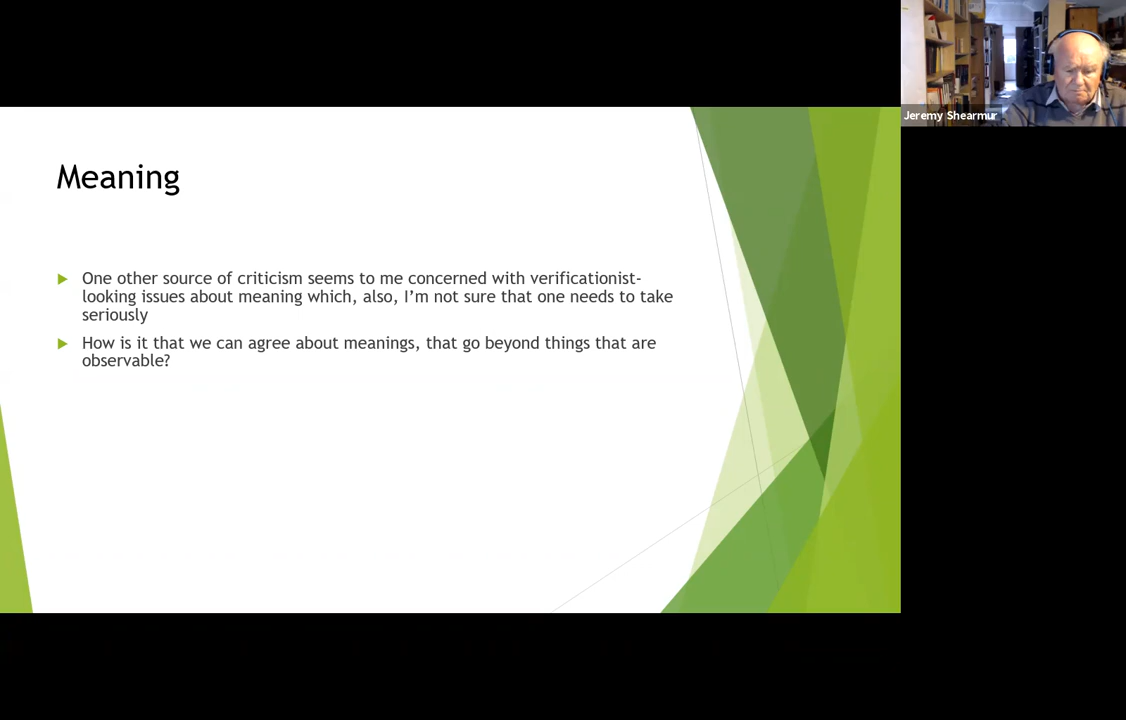 Jeremy Shearmur
Meaning
One other source of criticism seems to me concerned with verificationist-
looking issues about meaning which, also, I’m not sure that one needs to take
seriously
How is it that we can agree about meanings, that go beyond things that are
observable?